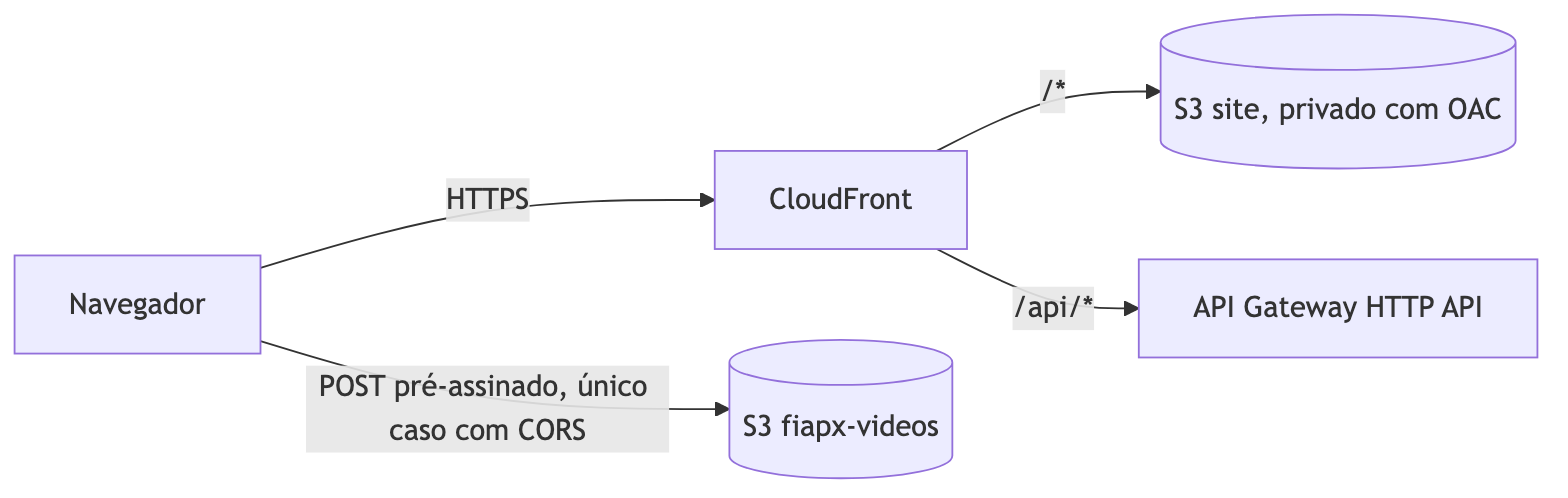 Navegador
HTTPS
POST pré-assinado, único
caso com CORS
CloudFront
S3 fiapx-videos
/*
/api/*
S3 site, privado com OAC
API Gateway HTTP API